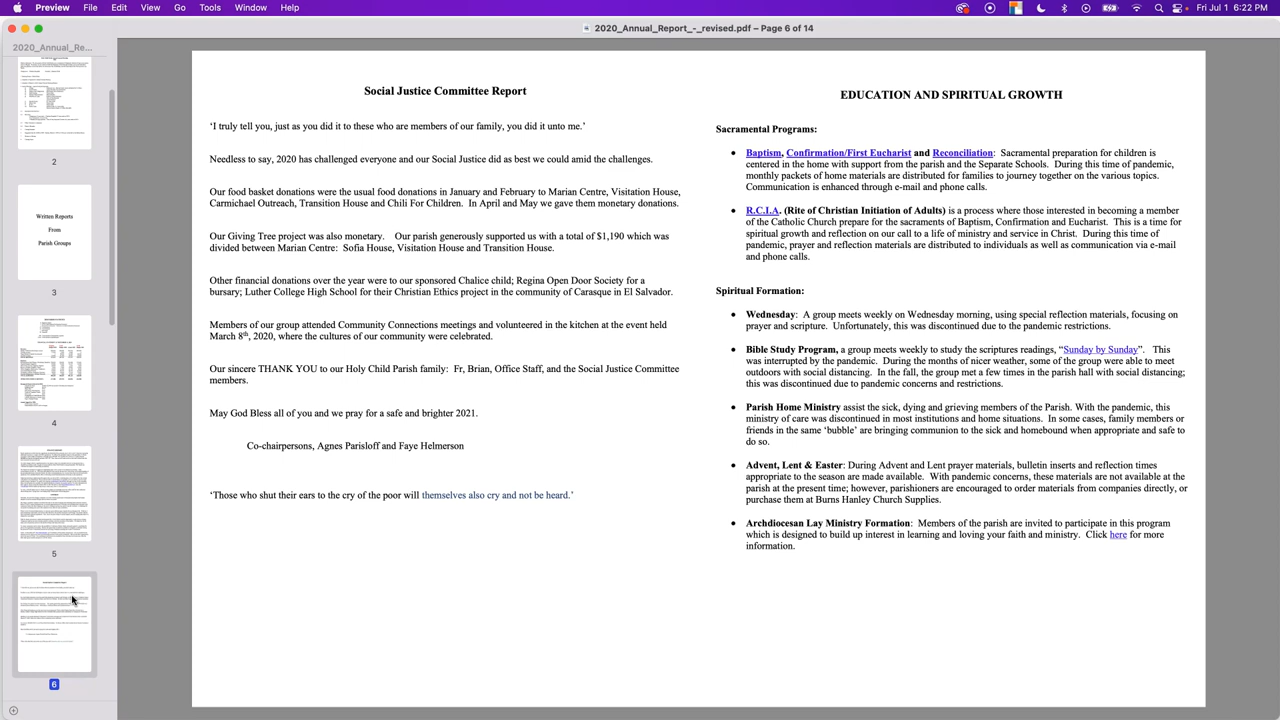 Preview File Edit View Go Tools Window Help
Thu Jul 1 6:22 PM
2020_Annual_Report_-_revised.pdf – Page 6 of 14
2020_Annual_Re...
2
Written Reports
From
Parish Groups
3
4
5
6
Social Justice Committee Report
‘I truly tell you, just as you did it to these who are members of our family, you did it unto me.’
Needless to say, 2020 has challenged everyone and our Social Justice did as best we could amid the challenges.
Our food basket donations were the usual food donations in January and February to Marian Centre, Visitation House,
Carmichael Outreach, Transition House and Chili For Children. In April and May we gave them monetary donations.
Our Giving Tree project was also monetary. Our parish generously supported us with a total of $1,190 which was
divided between Marian Centre: Sofia House, Visitation House and Transition House.
Other financial donations over the year were to our sponsored Chalice child; Regina Open Door Society for a
bursary; Luther College High School for their Christian Ethics project in the community of Carasque in El Salvador.
Members of our group attended Community Connections meetings and volunteered in the kitchen at the event held
March 8th, 2020, where the cultures of our community were celebrated.
Our sincere THANK YOU to our Holy Child Parish family: Fr, Brian, Office Staff, and the Social Justice Committee
members.
May God Bless all of you and we pray for a safe and brighter 2021.
Co-chairpersons, Agnes Parisloff and Faye Helmerson
‘Those who shut their ears to the cry of the poor will themselves also cry and not be heard.’
EDUCATION AND SPIRITUAL GROWTH
Sacramental Programs:
● Baptism, Confirmation/First Eucharist and Reconciliation: Sacramental preparation for children is
centered in the home with support from the parish and the Separate Schools. During this time of pandemic,
monthly packets of home materials are distributed for families to journey together on the various topics.
Communication is enhanced through e-mail and phone calls.
● R.C.I.A. (Rite of Christian Initiation of Adults) is a process where those interested in becoming a member
of the Catholic Church prepare for the sacraments of Baptism, Confirmation and Eucharist. This is a time for
spiritual growth and reflection on our call to a life of ministry and service in Christ. During this time of
pandemic, prayer and reflection materials are distributed to individuals as well as communication via e-mail
and phone calls.
Spiritual Formation:
● Wednesday: A group meets weekly on Wednesday morning, using special reflection materials, focusing on
prayer and scripture. Unfortunately, this was discontinued due to the pandemic restrictions.
● Bible Study Program, a group meets weekly to study the scriptures readings, “Sunday by Sunday”. This
was interrupted by the pandemic. During the months of nicer weather, some of the group were able to meet
outdoors with social distancing. In the fall, the group met a few times in the parish hall with social distancing;
this was discontinued due to pandemic concerns and restrictions.
● Parish Home Ministry assist the sick, dying and grieving members of the Parish. With the pandemic, this
ministry of care was discontinued in most institutions and home situations. In some cases, family members or
friends in the same ‘bubble’ are bringing communion to the sick and homebound when appropriate and safe to
do so.
● Advent, Lent & Easter: During Advent and Lent prayer materials, bulletin inserts and reflection times
appropriate to the season are made available. With pandemic concerns, these materials are not available at the
parish at the present time; however, parishioners are encouraged to order materials from companies directly, or
purchase them at Burns Hanley Church Supplies.
● Archdiocesan Lay Ministry Formation: Members of the parish are invited to participate in this program
which is designed to build up interest in learning and loving your faith and ministry. Click here for more
information.